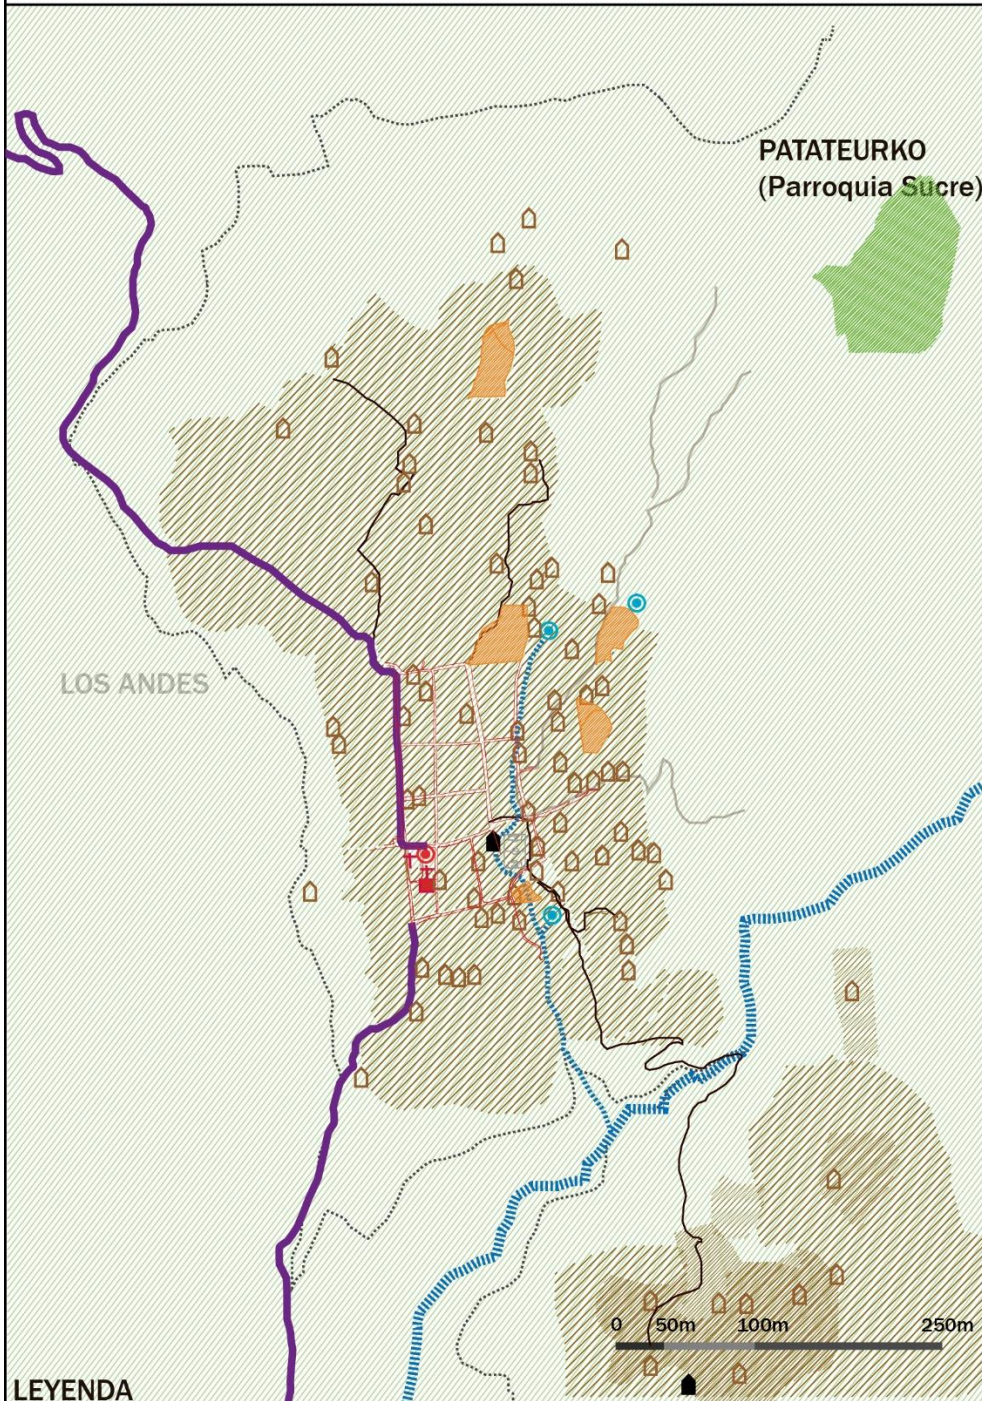 PATATEURKO
(Parroquia Sucre)
LOS ANDES
0 50m 100m 250m
LEYENDA